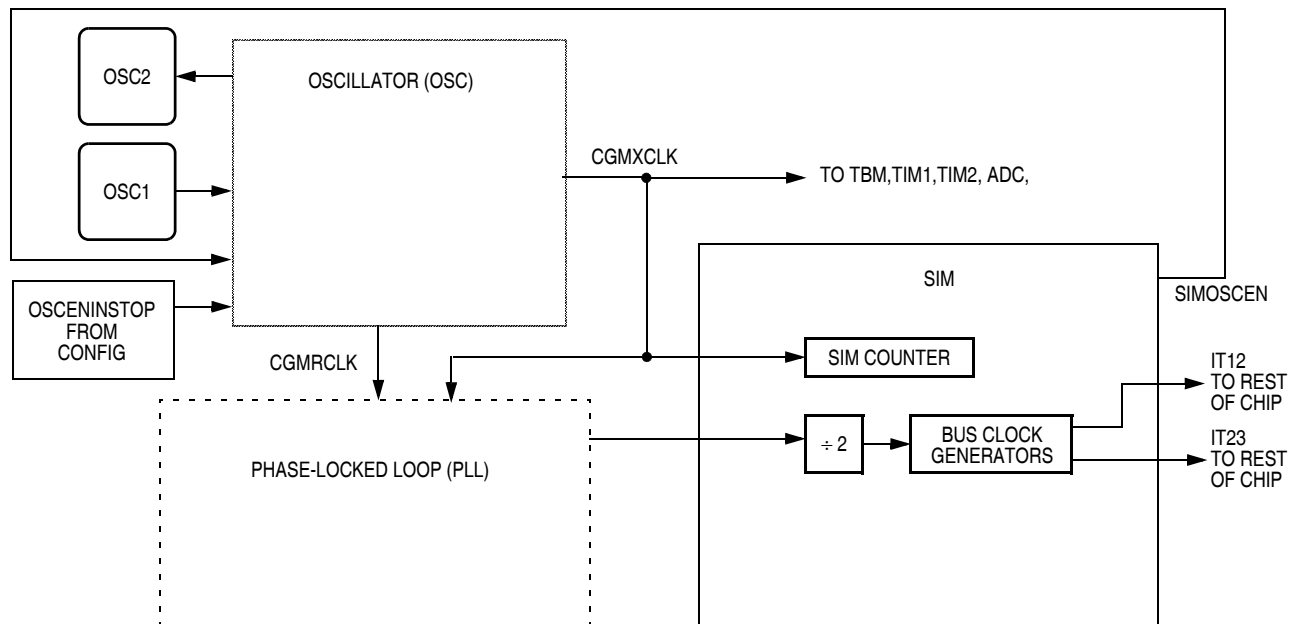 OSC2
OSCILLATOR (OSC)
OSC1
CGMXCLK
TO TBM,TIM1,TIM2, ADC,
OSCENINSTOP
FROM
CONFIG
SIM
SIMOSCEN
CGMRCLK
SIM COUNTER
IT12
TO REST
OF CHIP
÷ 2
BUS CLOCK
GENERATORS
IT23
TO REST
OF CHIP
PHASE-LOCKED LOOP (PLL)